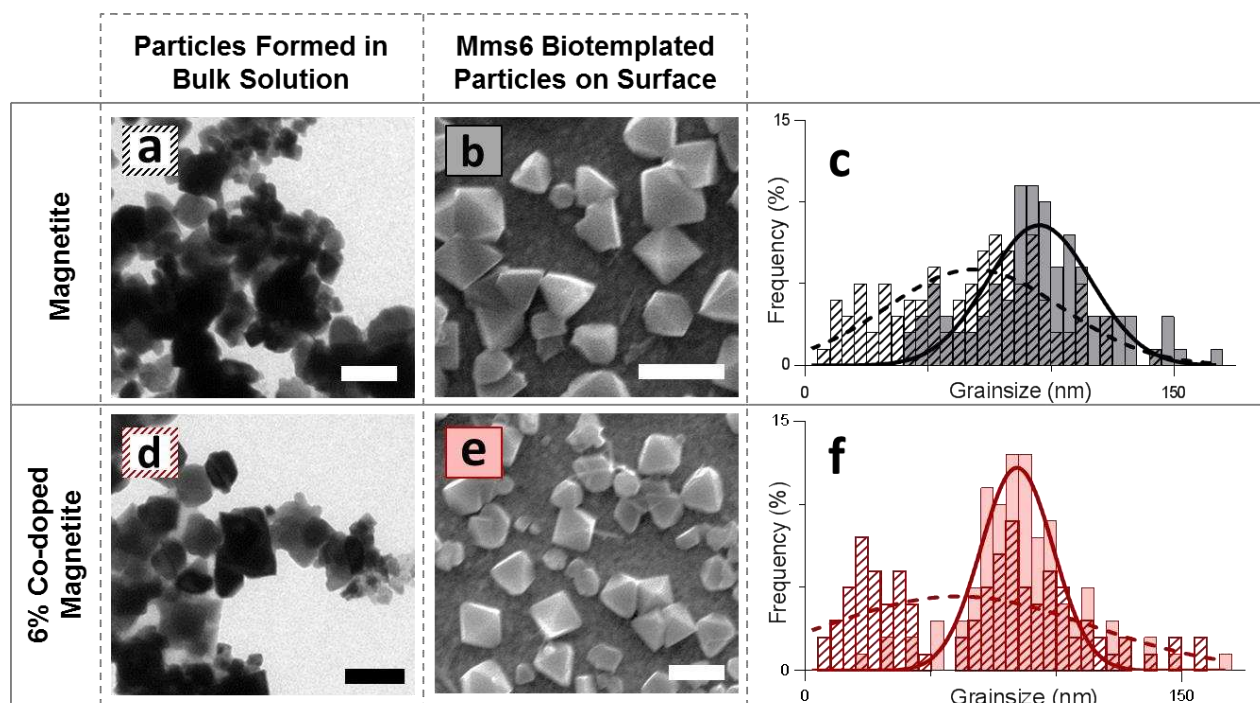 Particles Formed in
Bulk Solution
Mms6 Biotemplated
Particles on Surface
Magnetite
a
b
c
15
Frequency (%)
0
0
Grainsize (nm)
150
6% Co-doped
Magnetite
d
e
f
15
Frequency (%)
0
0
Grainsize (nm)
150